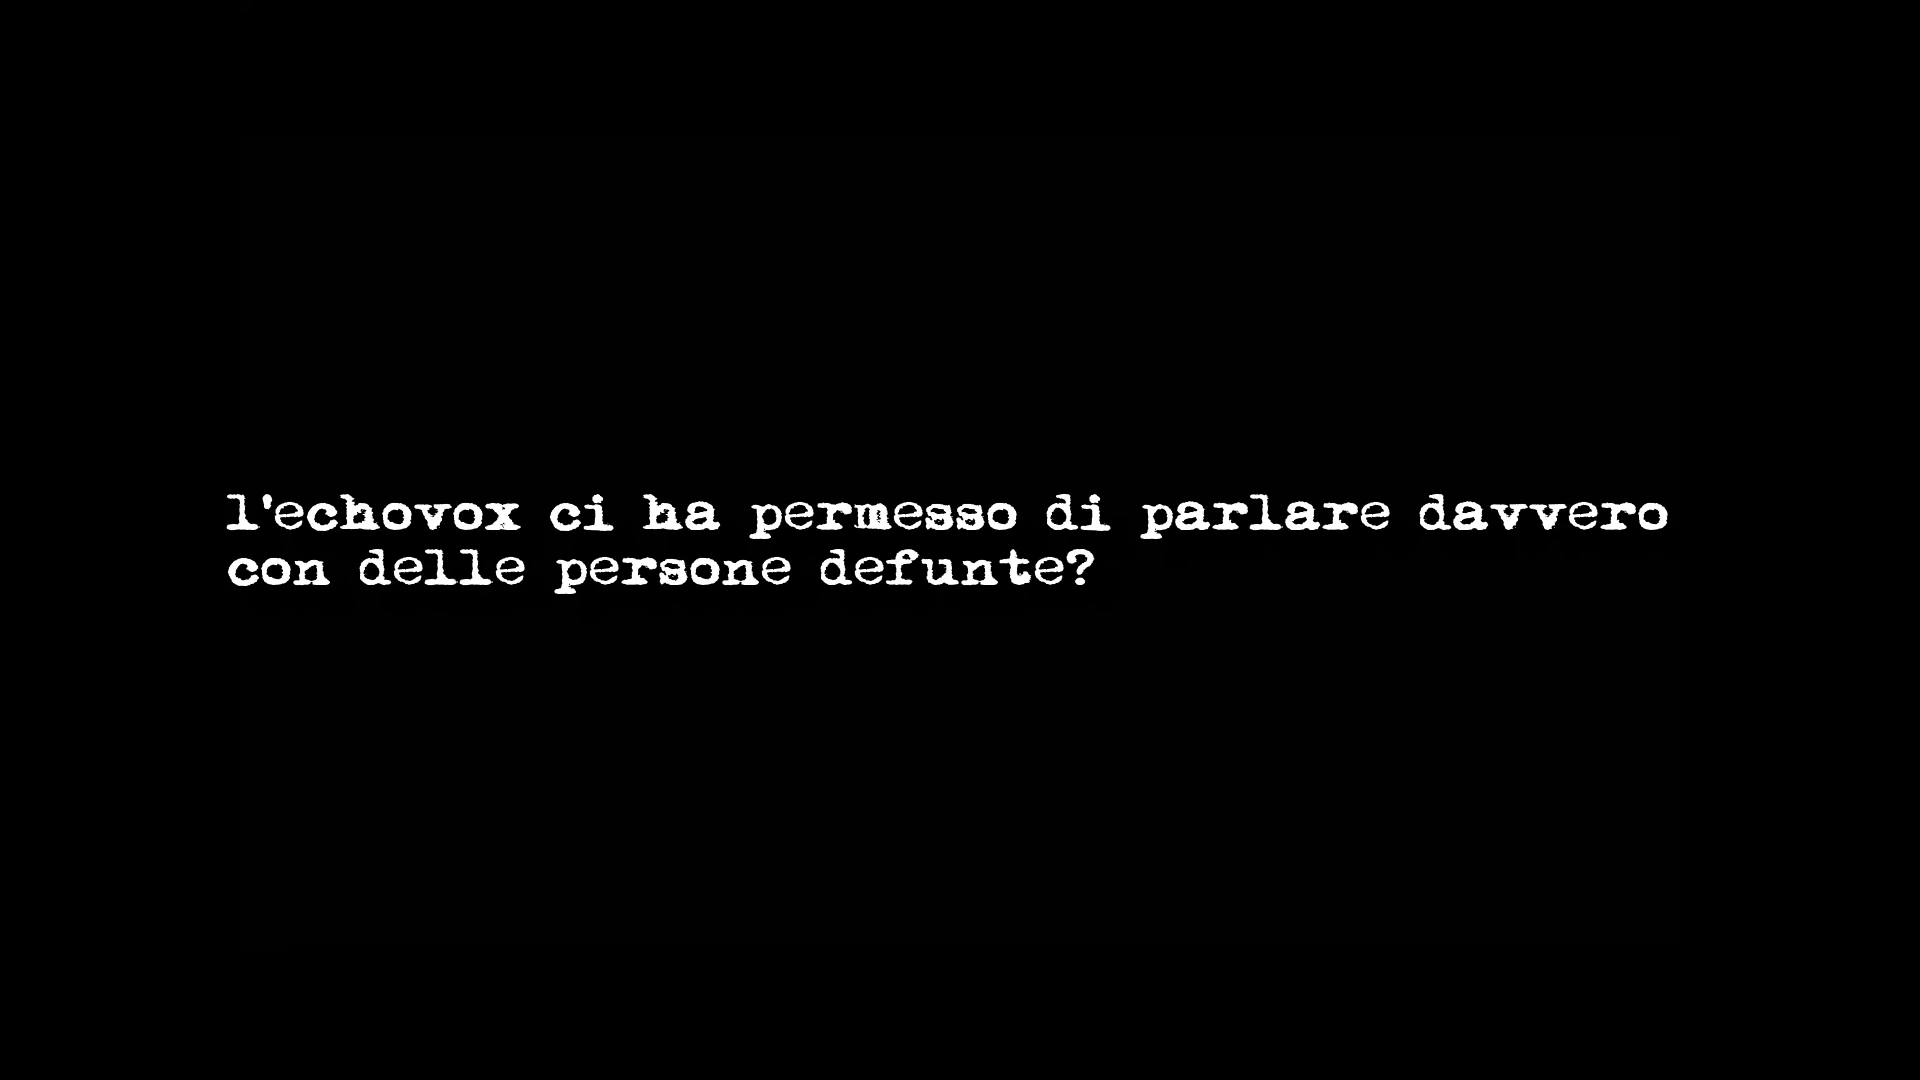 l'echovox ci ha permesso di parlare davvero
con delle persone defunte?